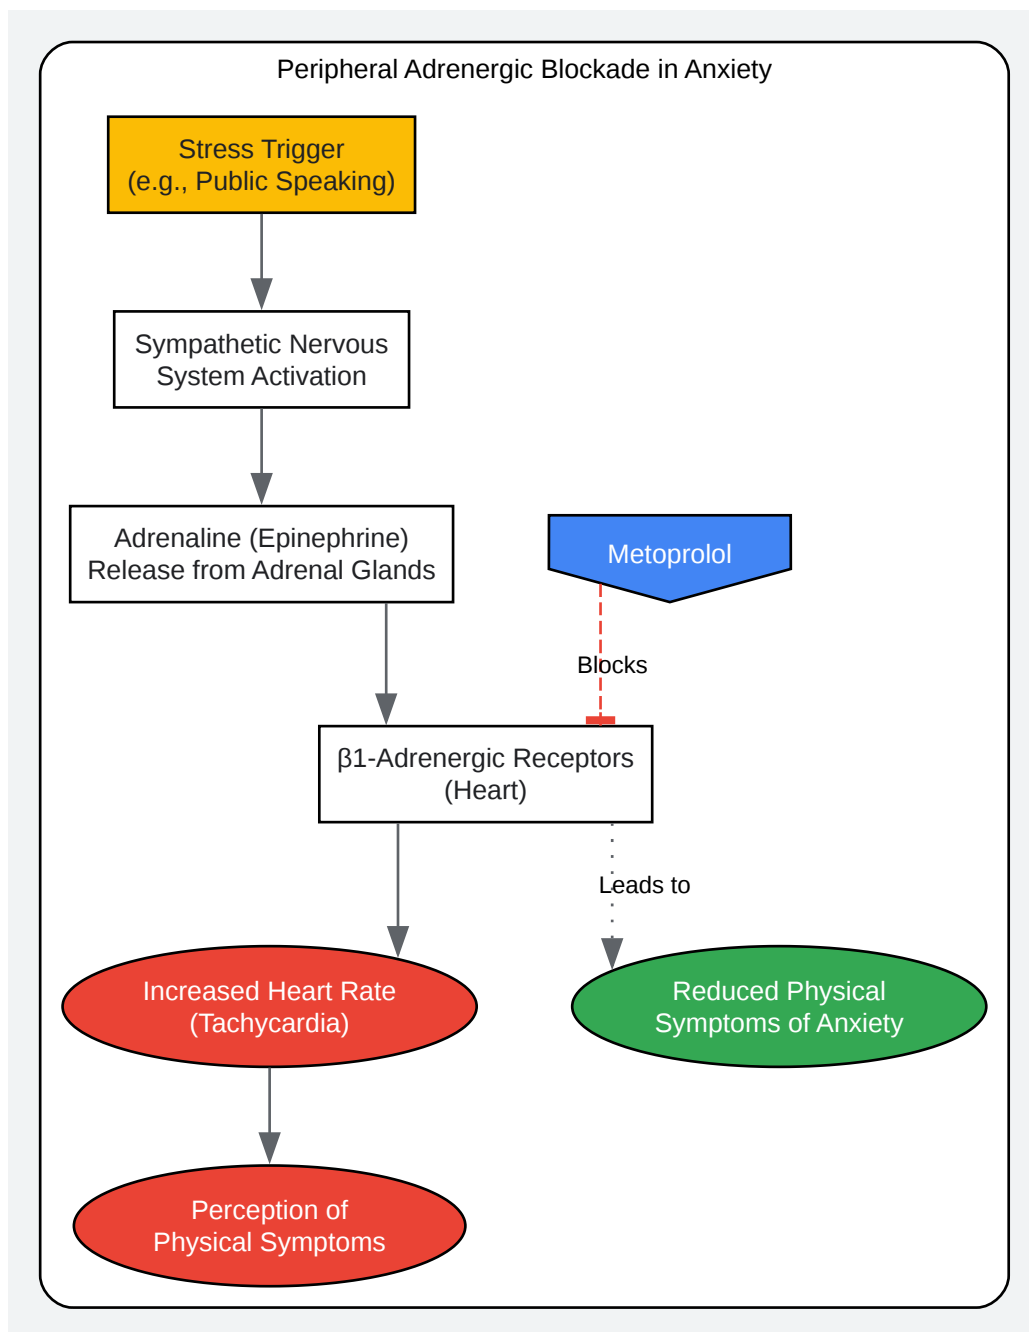 Peripheral Adrenergic Blockade in Anxiety
Stress Trigger
(e.g., Public Speaking)
Sympathetic Nervous
System Activation
Adrenaline (Epinephrine)
Release from Adrenal Glands
Metoprolol
Blocks
β1-Adrenergic Receptors
(Heart)
Leads to
Increased Heart Rate
(Tachycardia)
Reduced Physical
Symptoms of Anxiety
Perception of
Physical Symptoms